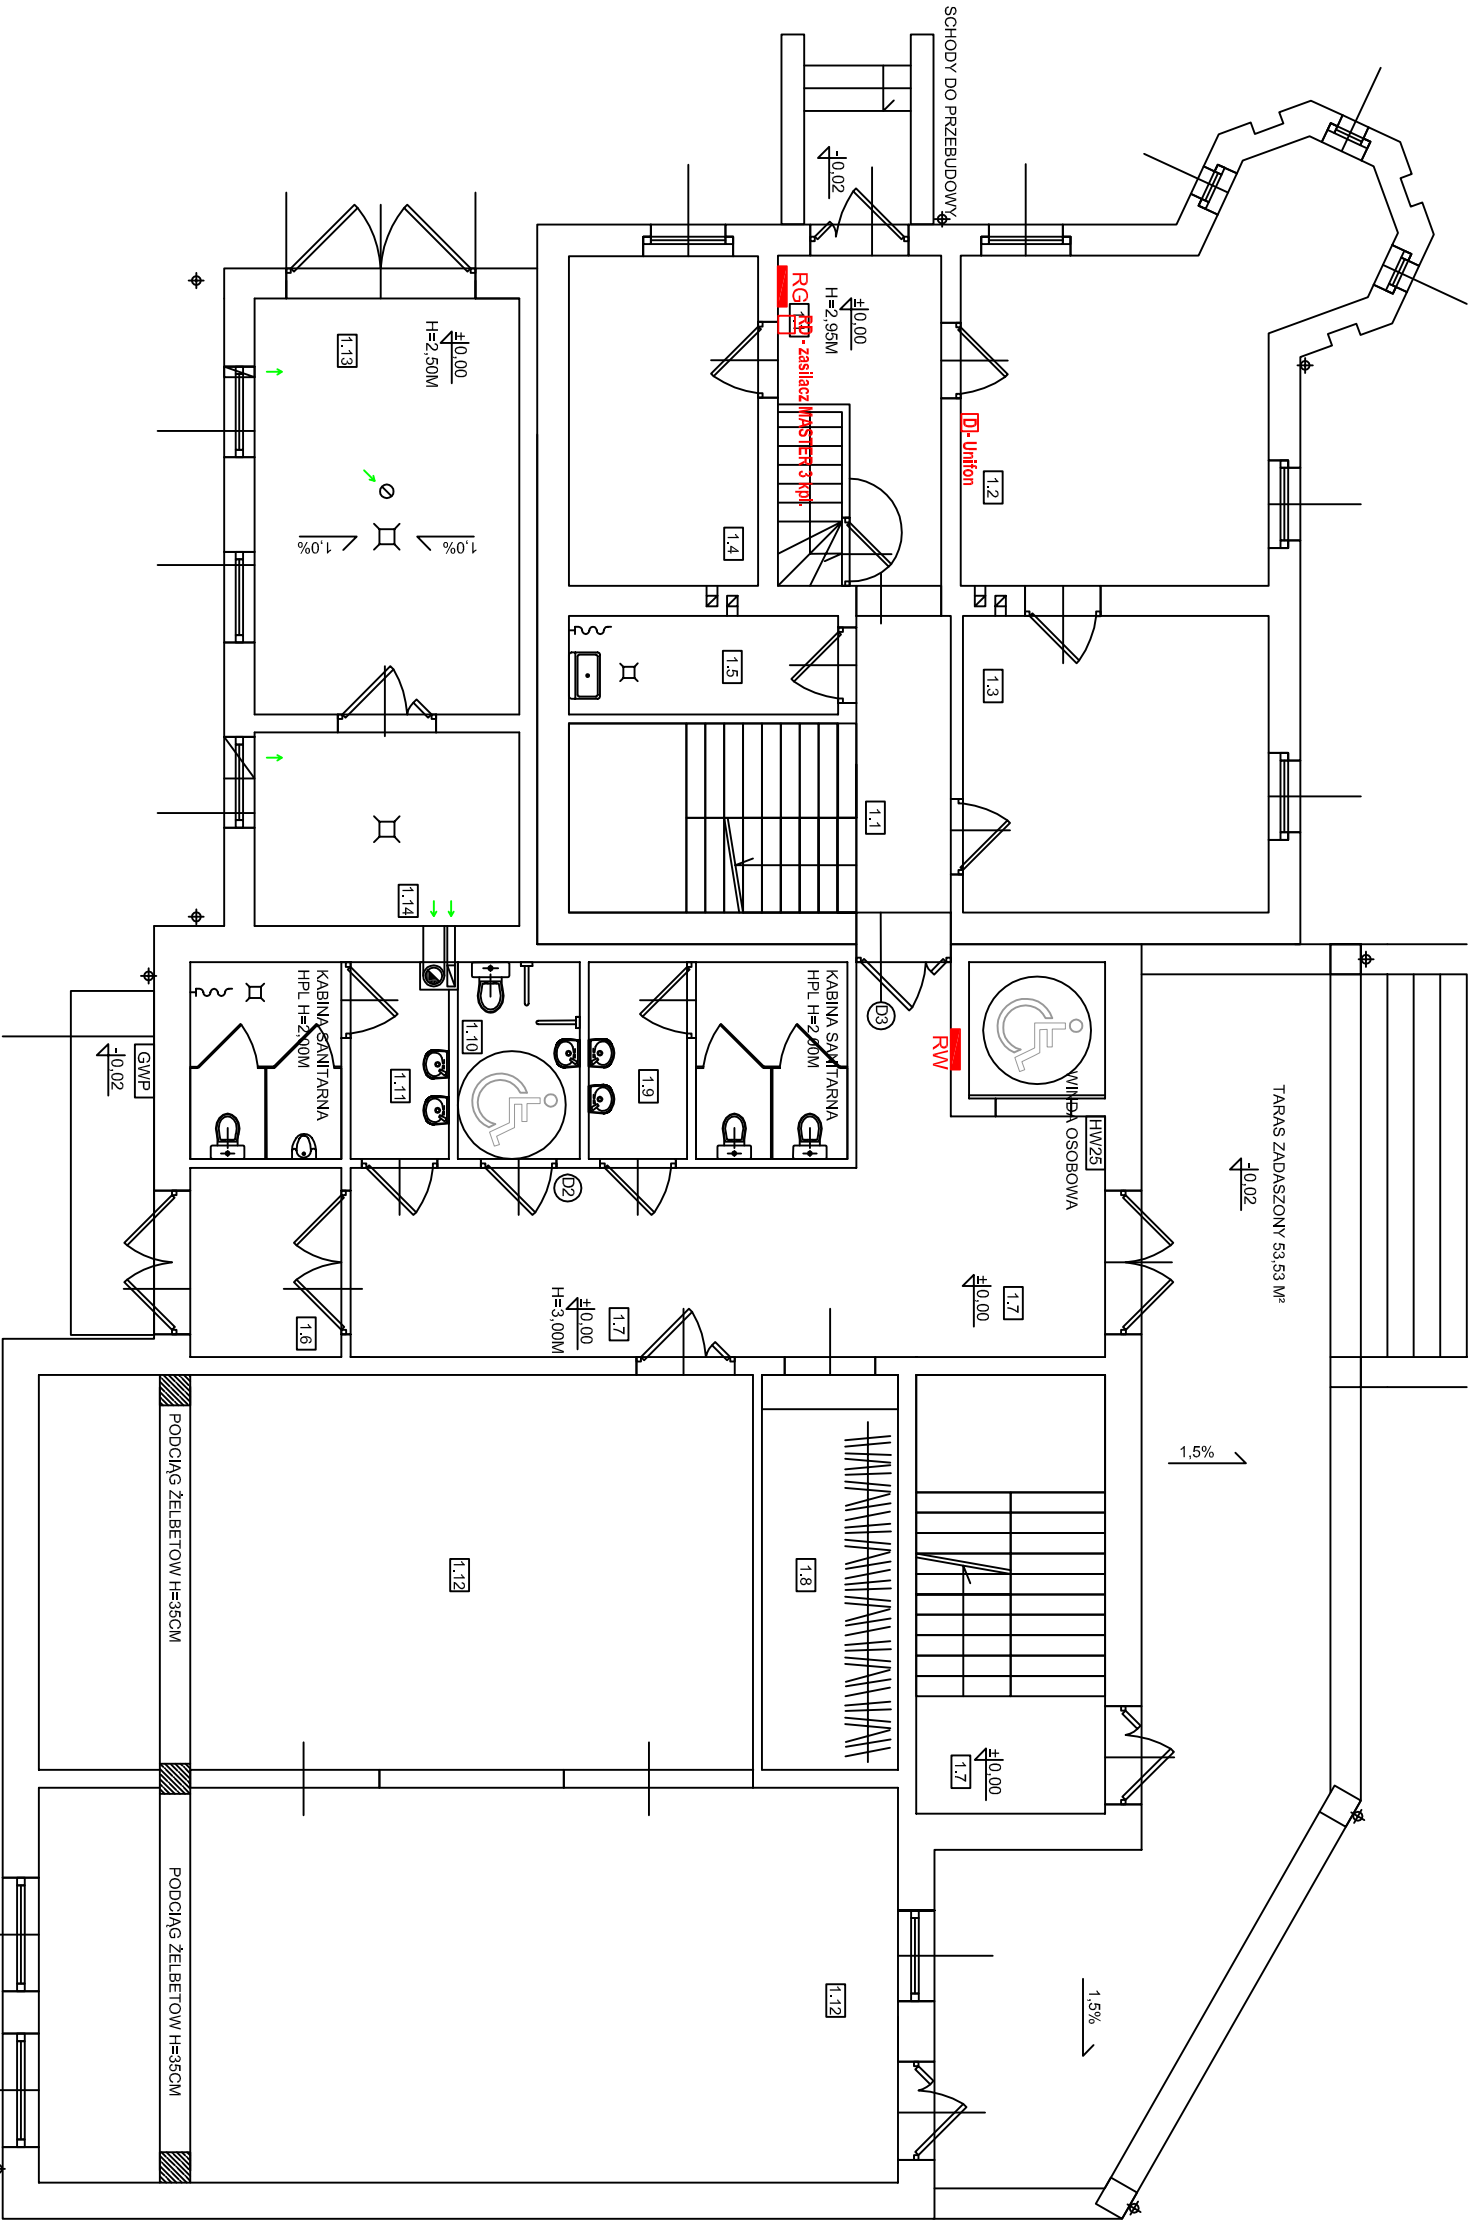 SCHODY DO PRZEBUDOWY
-0,02
RG
1.1
±0,00
H=2,95M
RD - zasilacz MASTER 3 kpl.
D - Unifon
1.2
1.3
1.4
1.5
1.1
±0,00
H=2,50M
1.13
1,0%
1,0%
1.14
KABINA SANITARNA
HPL H=2,00M
KABINA SANITARNA
HPL H=2,00M
1.10
1.11
1.9
D3
D2
RW
WINDA OSOBOWA
HW25
GWP
-0,02
TARAS ZADASZONY 53,53 M²
-0,02
1.6
±0,00
H=3,00M
1.7
±0,00
1.7
1,5%
PODCIĄG ŻELBETOW H=35CM
1.12
1.8
±0,00
1.7
PODCIĄG ŻELBETOW H=35CM
1.12
1,5%